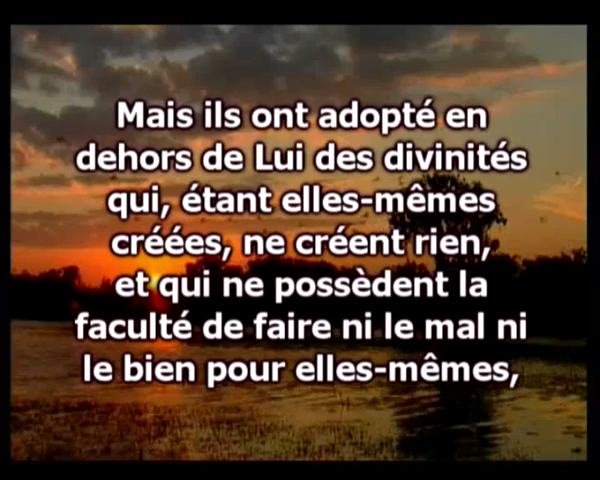 Mais ils ont adopté en
dehors de Lui des divinités
qui, étant elles-mêmes
créées, ne créent rien,
et qui ne possèdent la
faculté de faire ni le mal ni
le bien pour elles-mêmes,